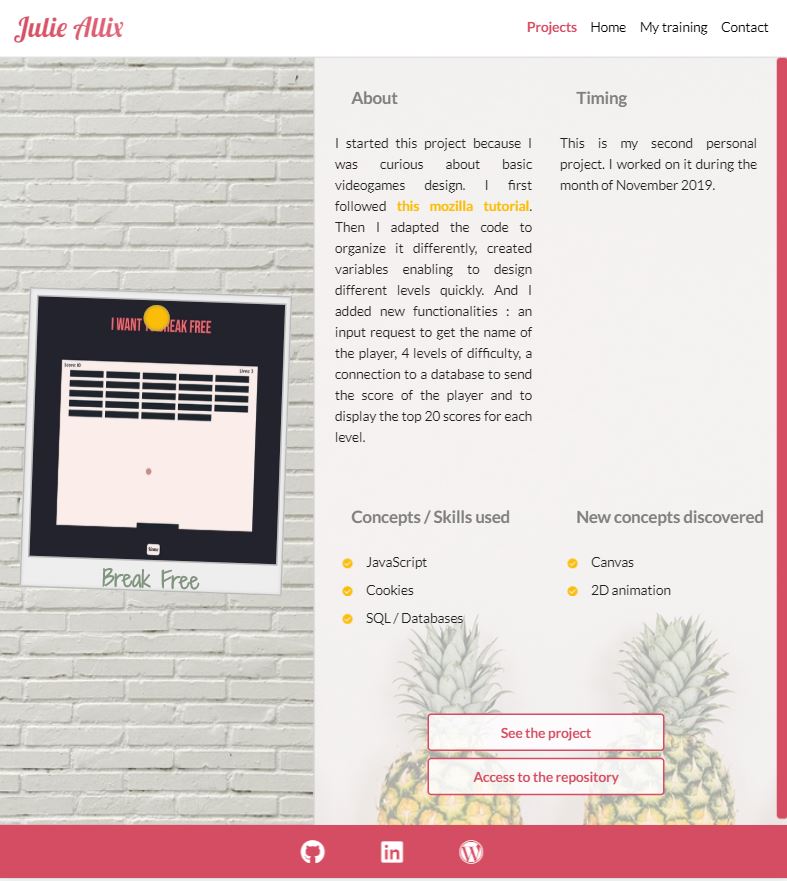 Julie Allix
Projects Home My training Contact
I WANT REAK FREE
Score: 10
Lives: 3
Break Free
About
I started this project because I
was curious about basic
videogames design. I first
followed this mozilla tutorial.
Then I adapted the code to
organize it differently, created
variables enabling to design
different levels quickly. And I
added new functionalities : an
input request to get the name of
the player, 4 levels of difficulty, a
connection to a database to send
the score of the player and to
display the top 20 scores for each
level.
Timing
This is my second personal
project. I worked on it during the
month of November 2019.
Concepts / Skills used
JavaScript
Cookies
SQL / Databases
New concepts discovered
Canvas
2D animation
See the project
Access to the repository
in